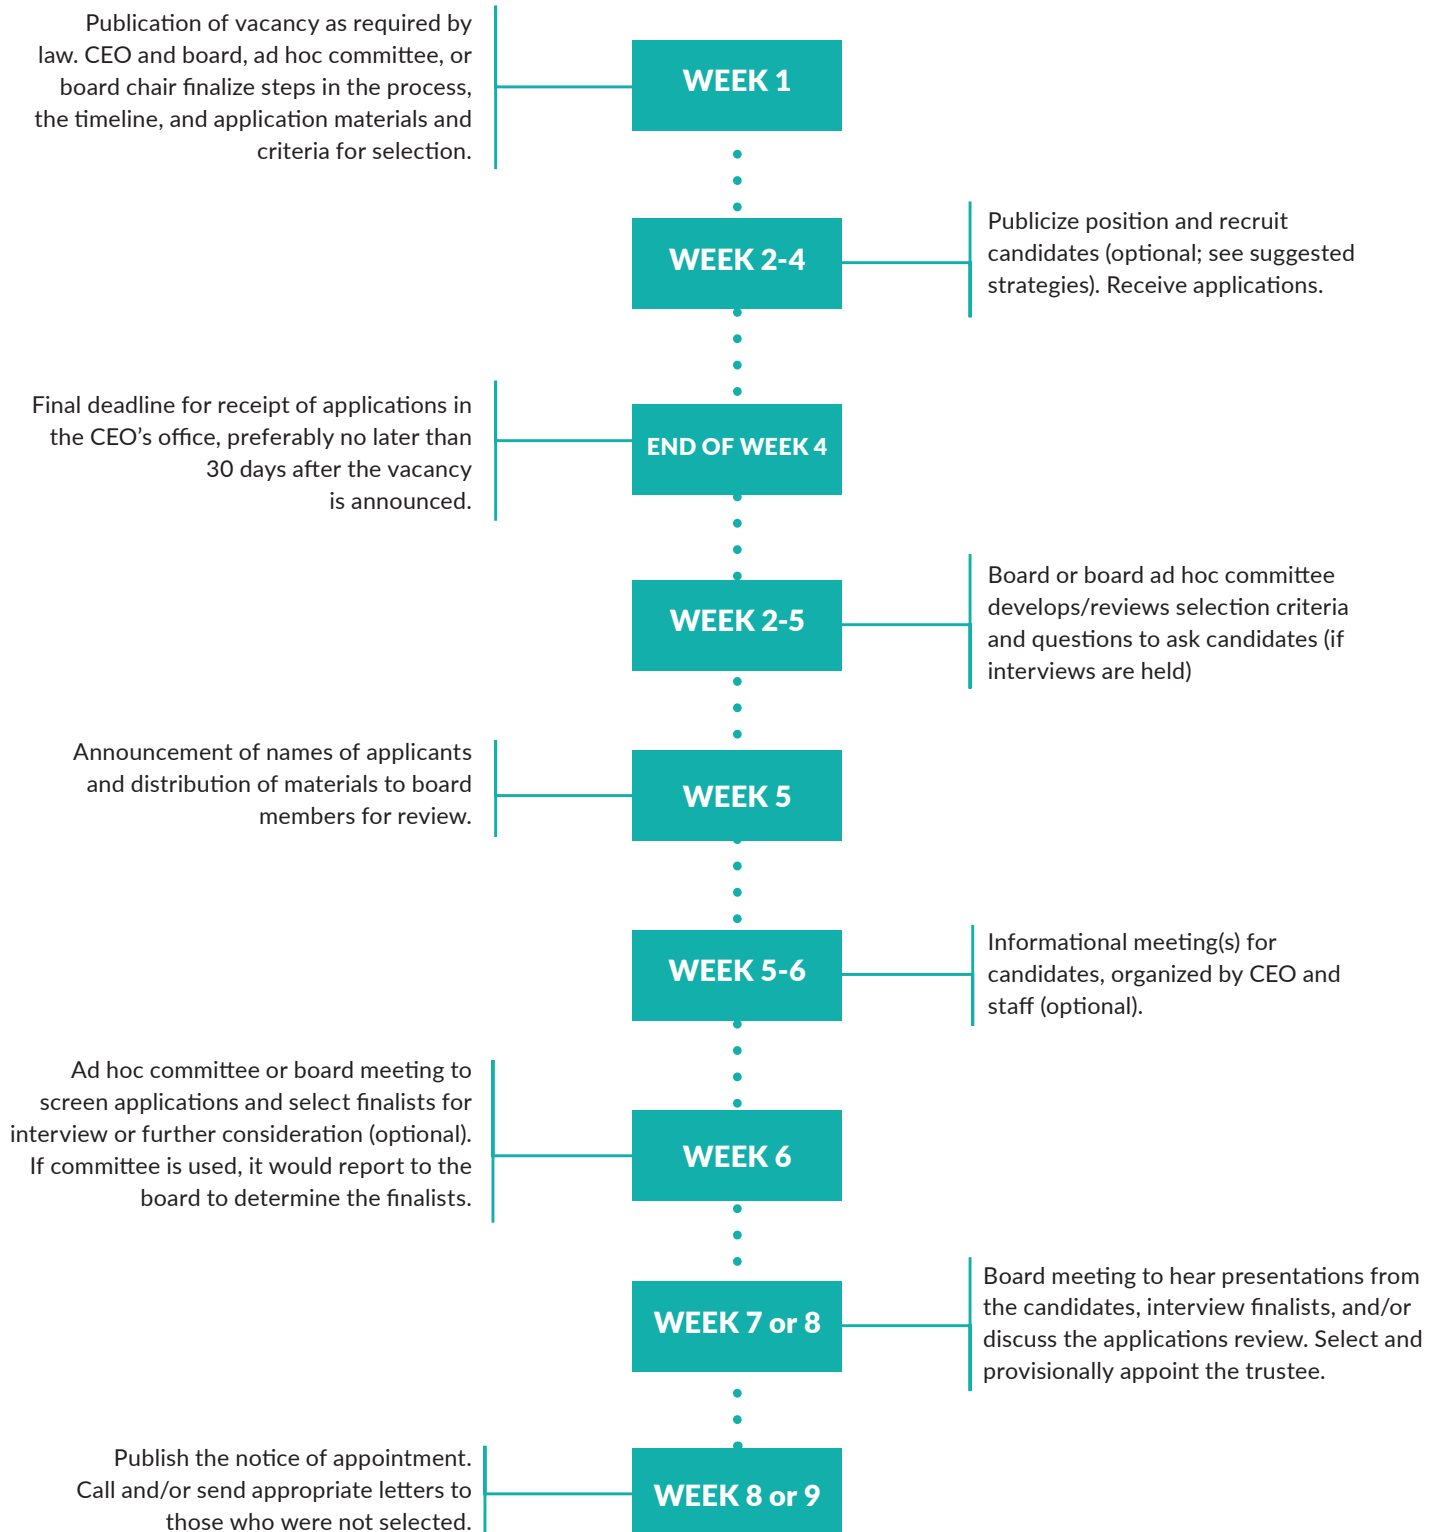 Publication of vacancy as required by
law. CEO and board, ad hoc committee, or
board chair finalize steps in the process,
the timeline, and application materials and
criteria for selection.
WEEK 1
WEEK 2-4
Publicize position and recruit
candidates (optional; see suggested
strategies). Receive applications.
Final deadline for receipt of applications in
the CEO’s office, preferably no later than
30 days after the vacancy
is announced.
END OF WEEK 4
WEEK 2-5
Board or board ad hoc committee
develops/reviews selection criteria
and questions to ask candidates (if
interviews are held)
Announcement of names of applicants
and distribution of materials to board
members for review.
WEEK 5
WEEK 5-6
Informational meeting(s) for
candidates, organized by CEO and
staff (optional).
Ad hoc committee or board meeting to
screen applications and select finalists for
interview or further consideration (optional).
If committee is used, it would report to the
board to determine the finalists.
WEEK 6
WEEK 7 or 8
Board meeting to hear presentations from
the candidates, interview finalists, and/or
discuss the applications review. Select and
provisionally appoint the trustee.
Publish the notice of appointment.
Call and/or send appropriate letters to
those who were not selected.
WEEK 8 or 9